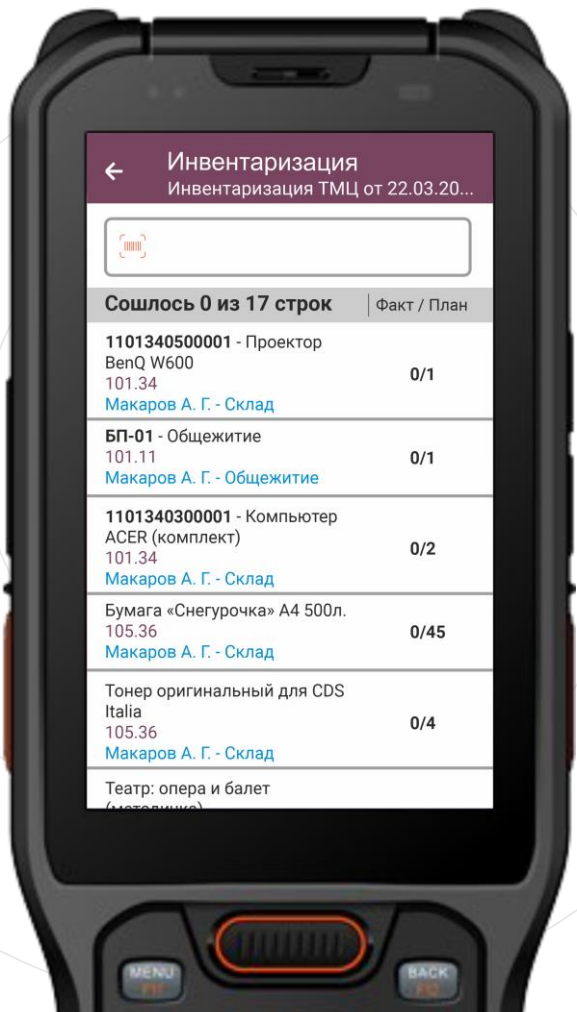 Инвентаризация
Инвентаризация ТМЦ от 22.03.20...
Сошлось 0 из 17 строк Факт / План
1101340500001 - Проектор
BenQ W600
101.34
Макаров А. Г. - Склад
0/1
БП-01 - Общежитие
101.11
Макаров А. Г. - Общежитие
0/1
1101340300001 - Компьютер
ACER (комплект)
101.34
Макаров А. Г. - Склад
0/2
Бумага «Снегурочка» А4 500л.
105.36
Макаров А. Г. - Склад
0/45
Тонер оригинальный для CDS
Italia
105.36
Макаров А. Г. - Склад
0/4
Театр: опера и балет
(методичка)
MENU
F11
BACK
F12